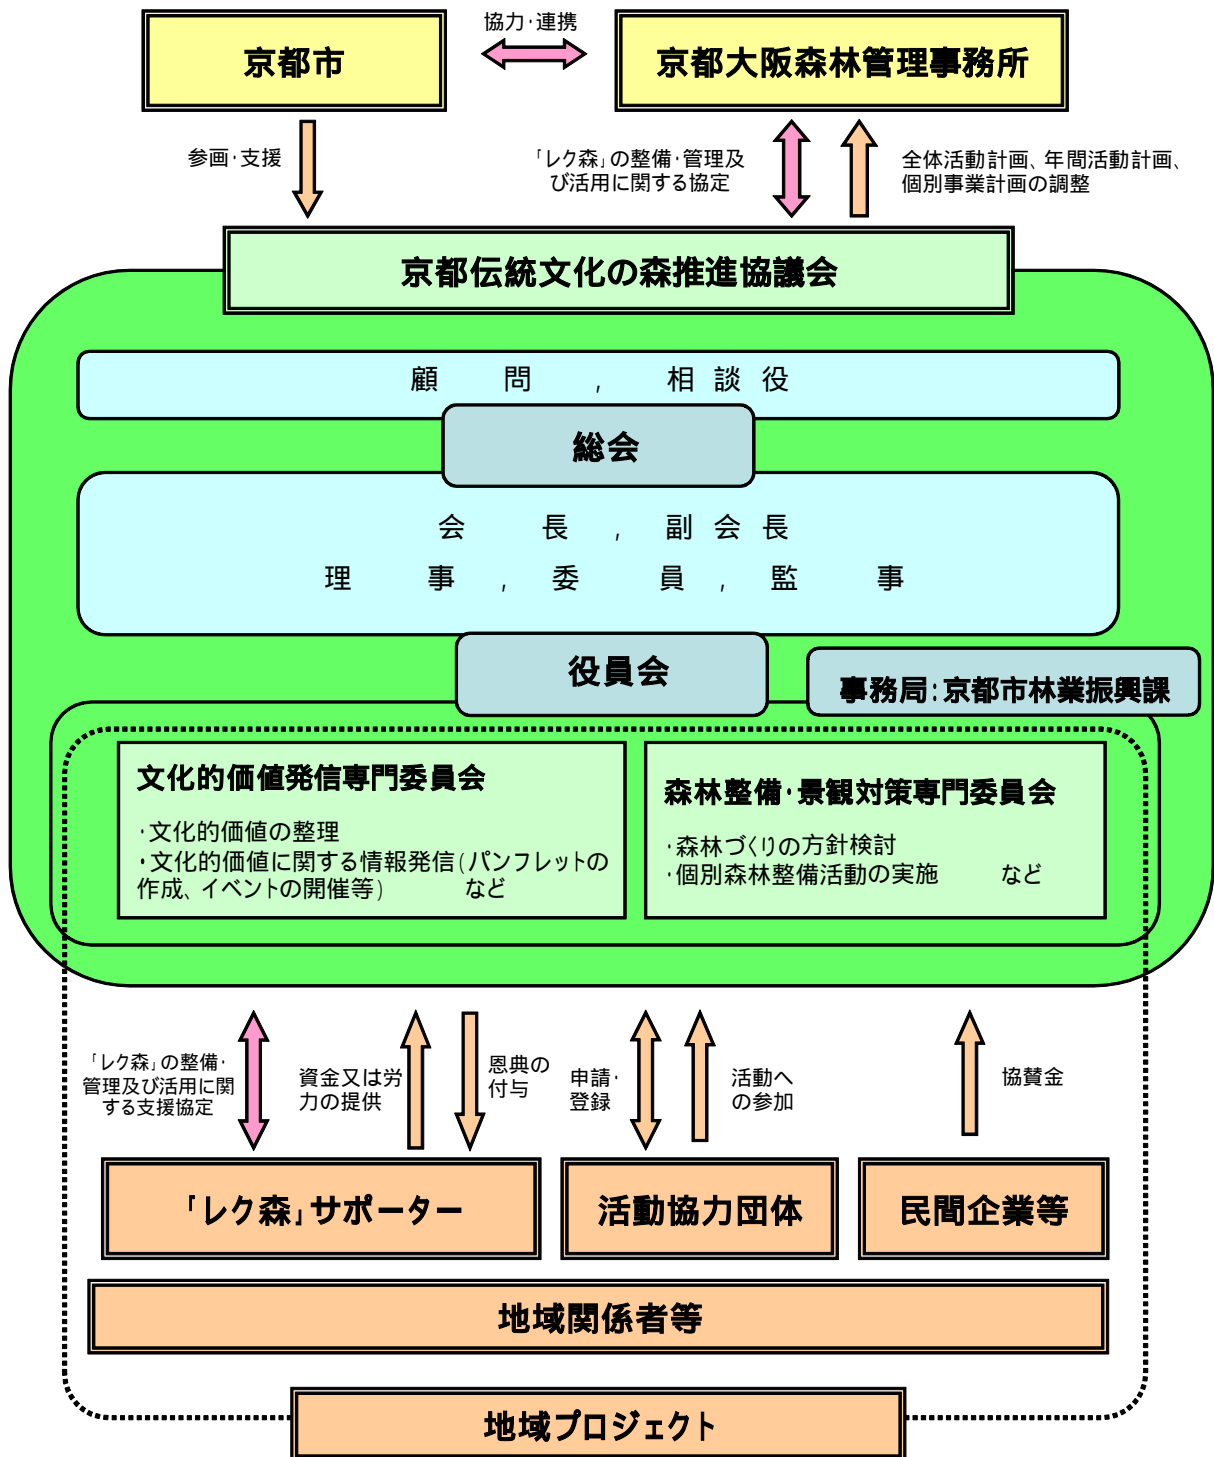 協力・連携
京都市
京都大阪森林管理事務所
参画・支援
「レク森」の整備・管理及
び活用に関する協定
全体活動計画、年間活動計画、
個別事業計画の調整
京都伝統文化の森推進協議会
顧問，相談役
総会
会長，副会長
理事，委員，監事
役員会
事務局：京都市林業振興課
文化的価値発信専門委員会
・文化的価値の整理
・文化的価値に関する情報発信（パンフレットの
作成、イベントの開催等）　など
森林整備・景観対策専門委員会
・森林づくりの方針検討
・個別森林整備活動の実施　など
「レク森」の整備・
管理及び活用に関
する支援協定
資金又は労
力の提供
恩典の
付与
申請・
登録
活動へ
の参加
協賛金
「レク森」サポーター
活動協力団体
民間企業等
地域関係者等
地域プロジェクト